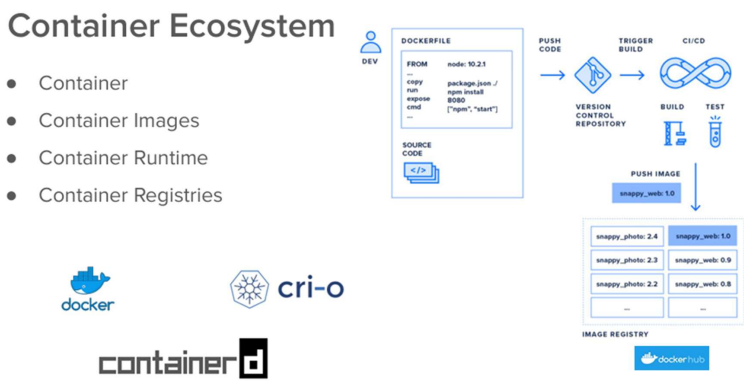 Container Ecosystem
● Container
● Container Images
● Container Runtime
● Container Registries
docker
cri-o
containerd
DEV
DOCKERFILE
FROM node: 10.2.1
...
copy package.json ./
run npm install
expose 8080
cmd ["npm", "start"]
...
SOURCE
CODE
</>
PUSH
CODE
VERSION
CONTROL
REPOSITORY
TRIGGER
BUILD
CI/CD
BUILD
TEST
PUSH IMAGE
snappy_web: 1.0
snappy_photo: 2.4 snappy_web: 1.0
snappy_photo: 2.3 snappy_web: 0.9
snappy_photo: 2.2 snappy_web: 0.8
... ...
IMAGE REGISTRY
dockerhub